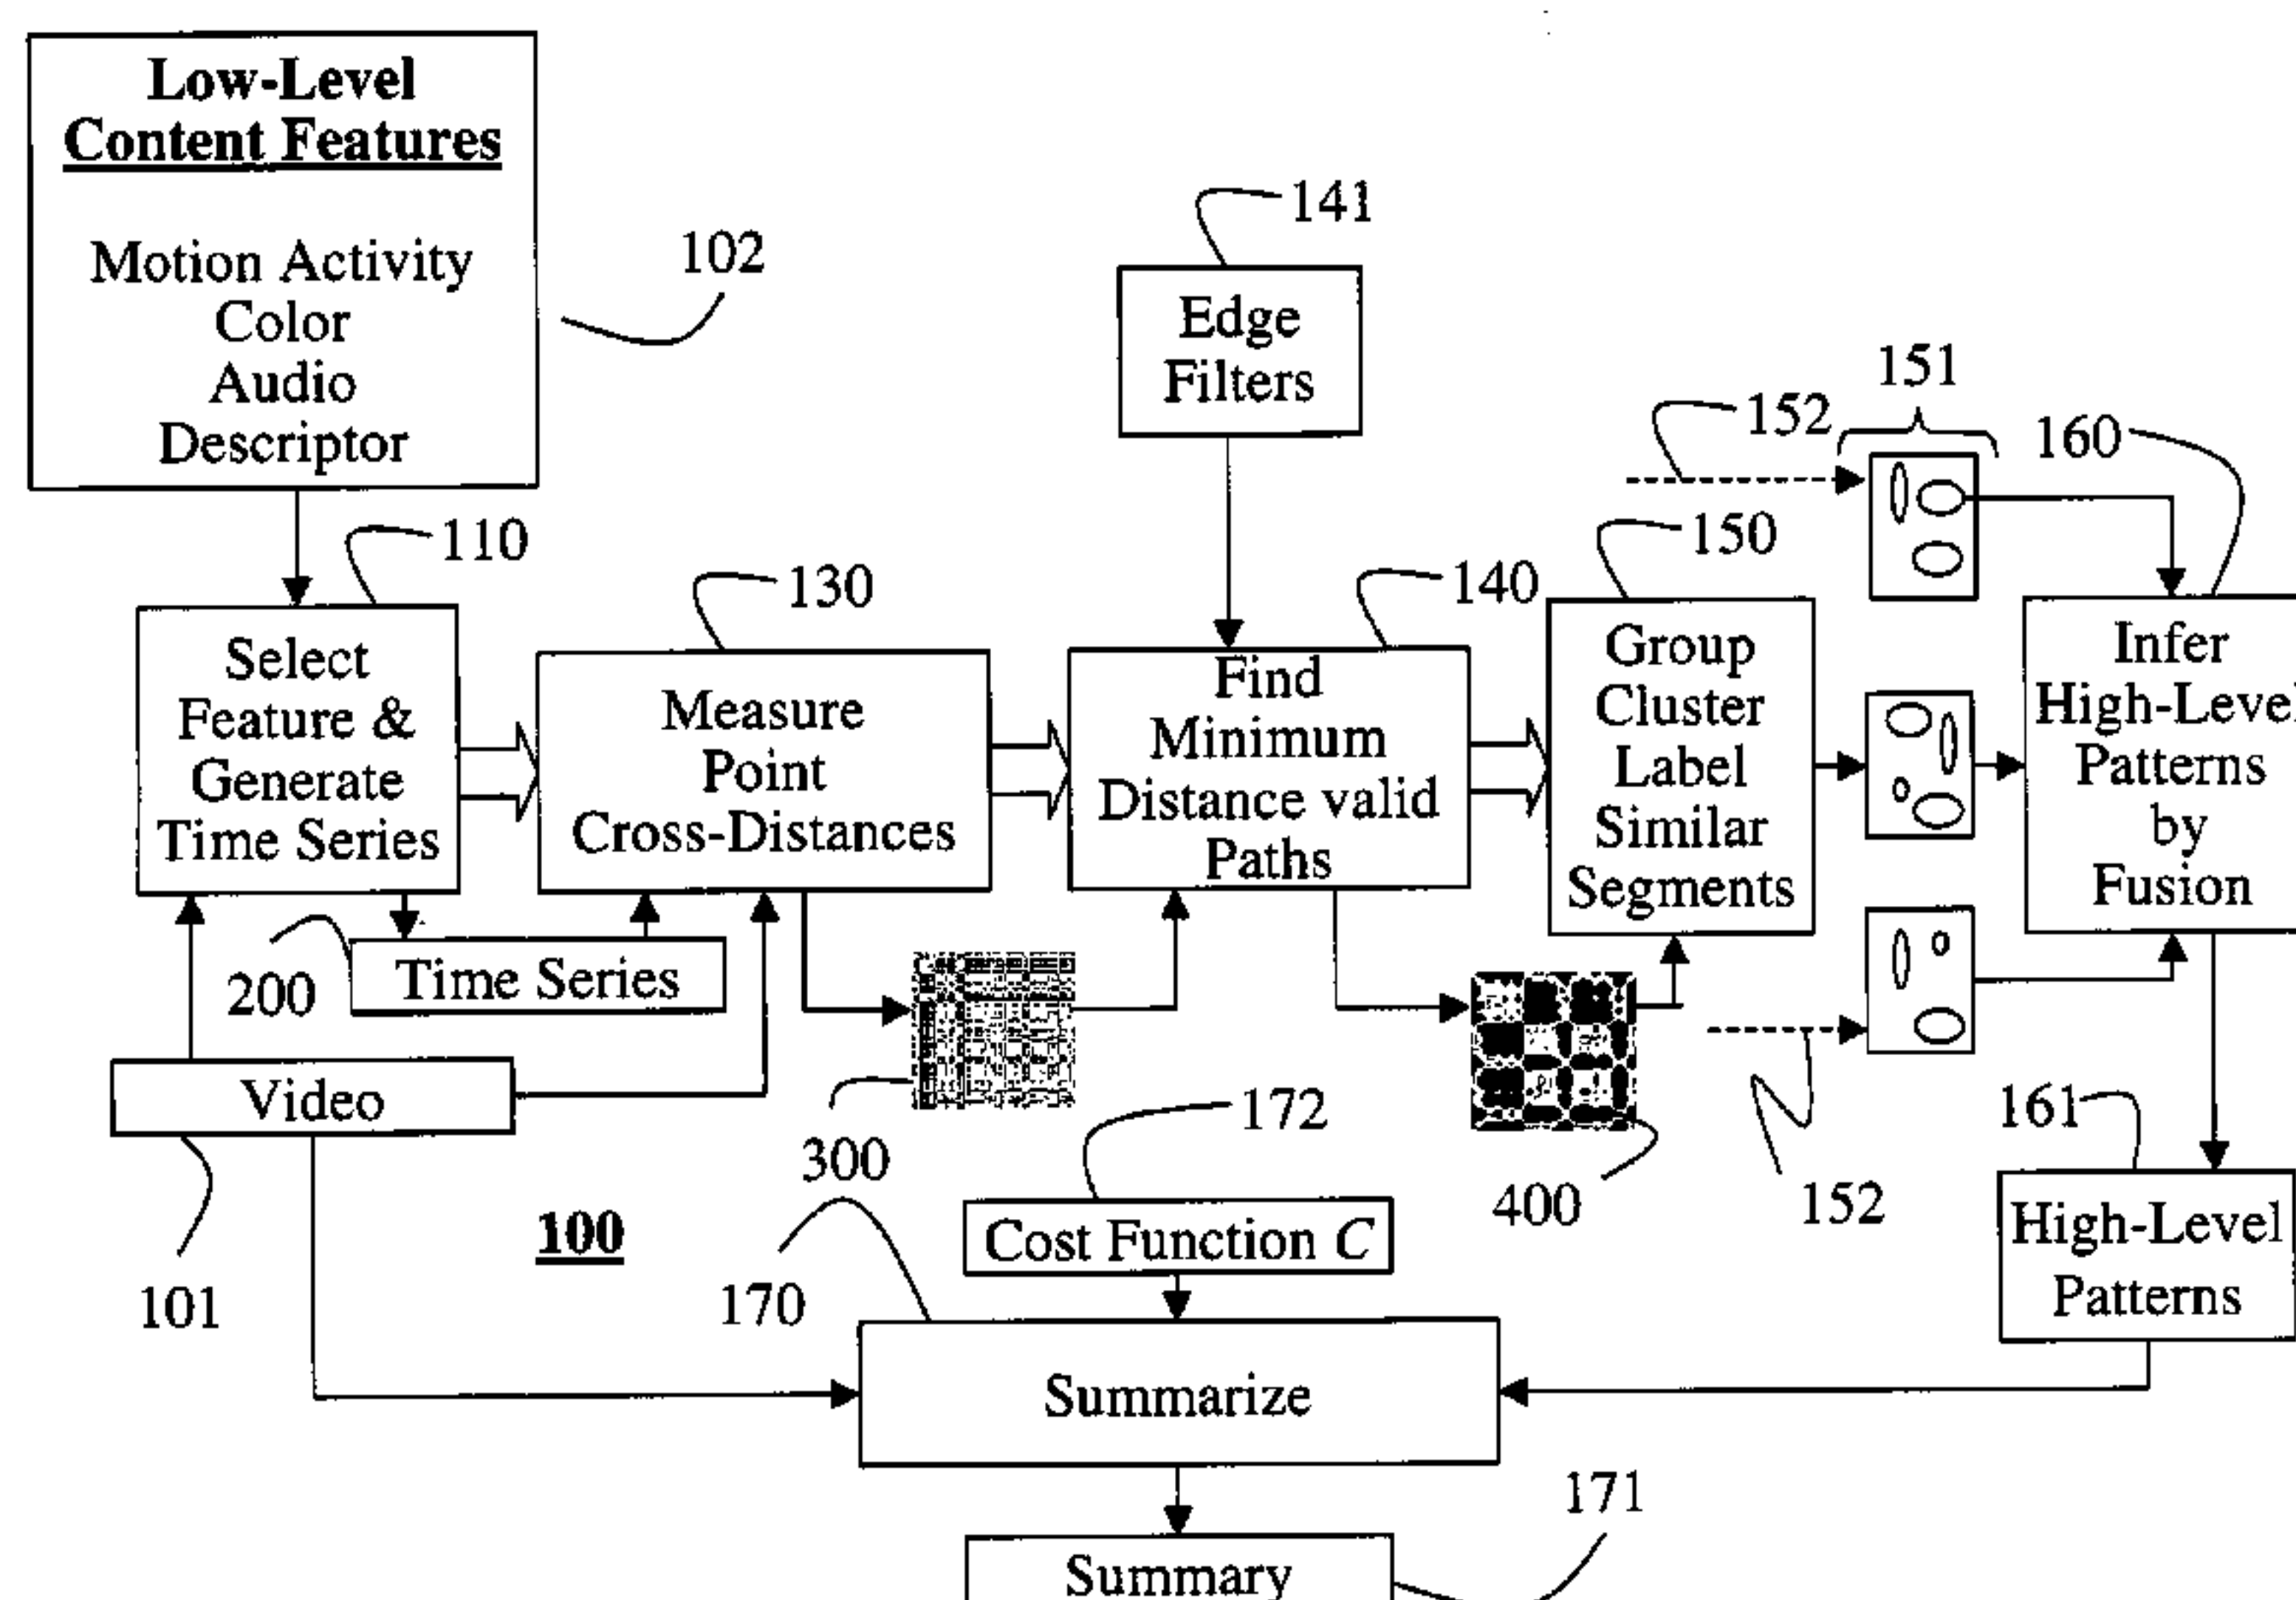 Low-Level
Content Features
Motion Activity
Color
Audio
Descriptor
102
141
Edge
Filters
151
152
160
110
130
140
150
Select
Feature &
Generate
Time Series
Measure
Point
Cross-Distances
Find
Minimum
Distance valid
Paths
Group
Cluster
Label
Similar
Segments
Infer
High-Level
Patterns
by
Fusion
200
Time Series
Video
101
100
300
400
152
161
High-Level
Patterns
172
Cost Function C
170
Summarize
171
Summary